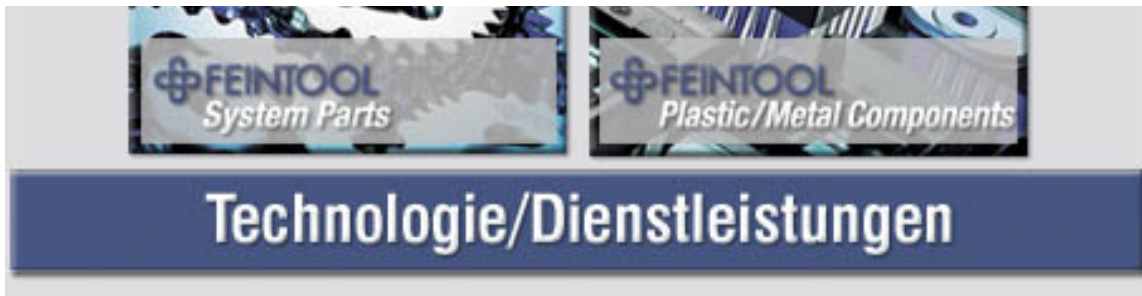 FEINTOOL
System Parts
FEINTOOL
Plastic/Metal Components
Technologie/Dienstleistungen